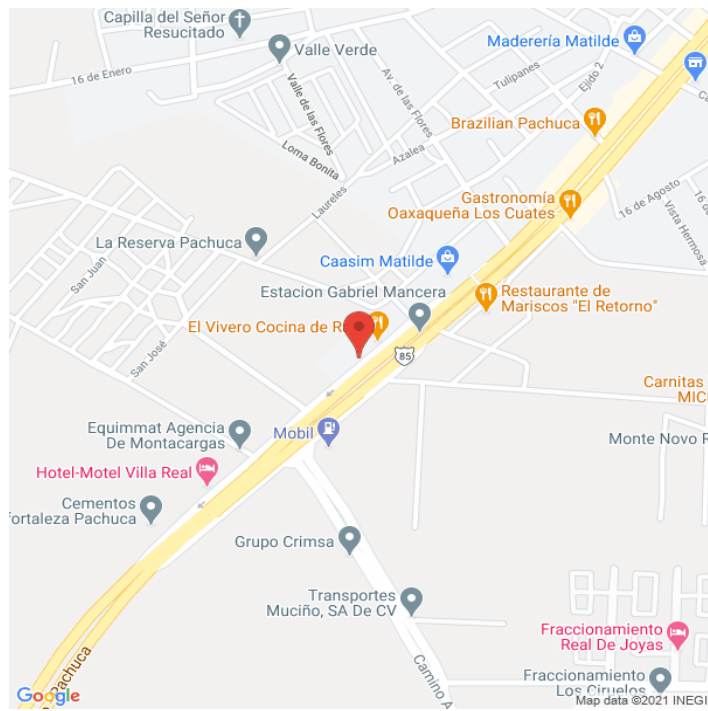 Capilla del Señor
Resucitado
Valle Verde
Maderería Matilde
16 de Enero
Valle de las Flores
Av. de las Flores
Tulipanes
Ejido 2
Brazilian Pachuca
Loma Bonita
Azalea
Laureles
Gastronomía
Oaxaqueña Los Cuates
16 de Agosto
Vista Hermosa
16 de
La Reserva Pachuca
San Juan
Caasim Matilde
Estacion Gabriel Mancera
Restaurante de
Mariscos "El Retorno"
El Vivero Cocina de R
85
San José
Carnitas
MIC
Equimmat Agencia
De Montacargas
Mobil
Monte Novo R
Hotel-Motel Villa Real
Cementos
fortaleza Pachuca
Grupo Crimsa
Transportes
Muciño, SA De CV
Fraccionamiento
Real De Joyas
Camino A
Fraccionamiento
Los Ciruelos
Pachuca
Google
Map data ©2021 INEGI